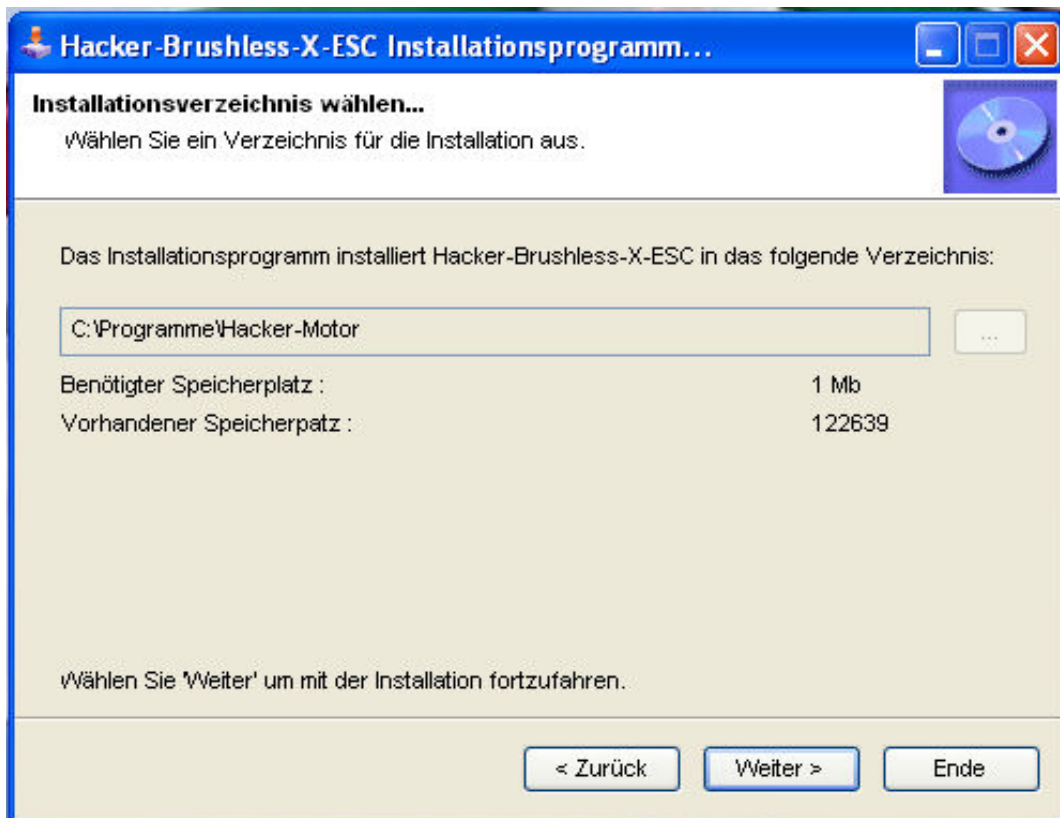 Hacker-Brushless-X-ESC Installationsprogramm...
Installationsverzeichnis wählen...
Wählen Sie ein Verzeichnis für die Installation aus.
Das Installationsprogramm installiert Hacker-Brushless-X-ESC in das folgende Verzeichnis:
C:\Programme\Hacker-Motor
...
Benötigter Speicherplatz : 1 Mb
Vorhandener Speicherpatz : 122639
Wählen Sie 'Weiter' um mit der Installation fortzufahren.
< Zurück Weiter > Ende